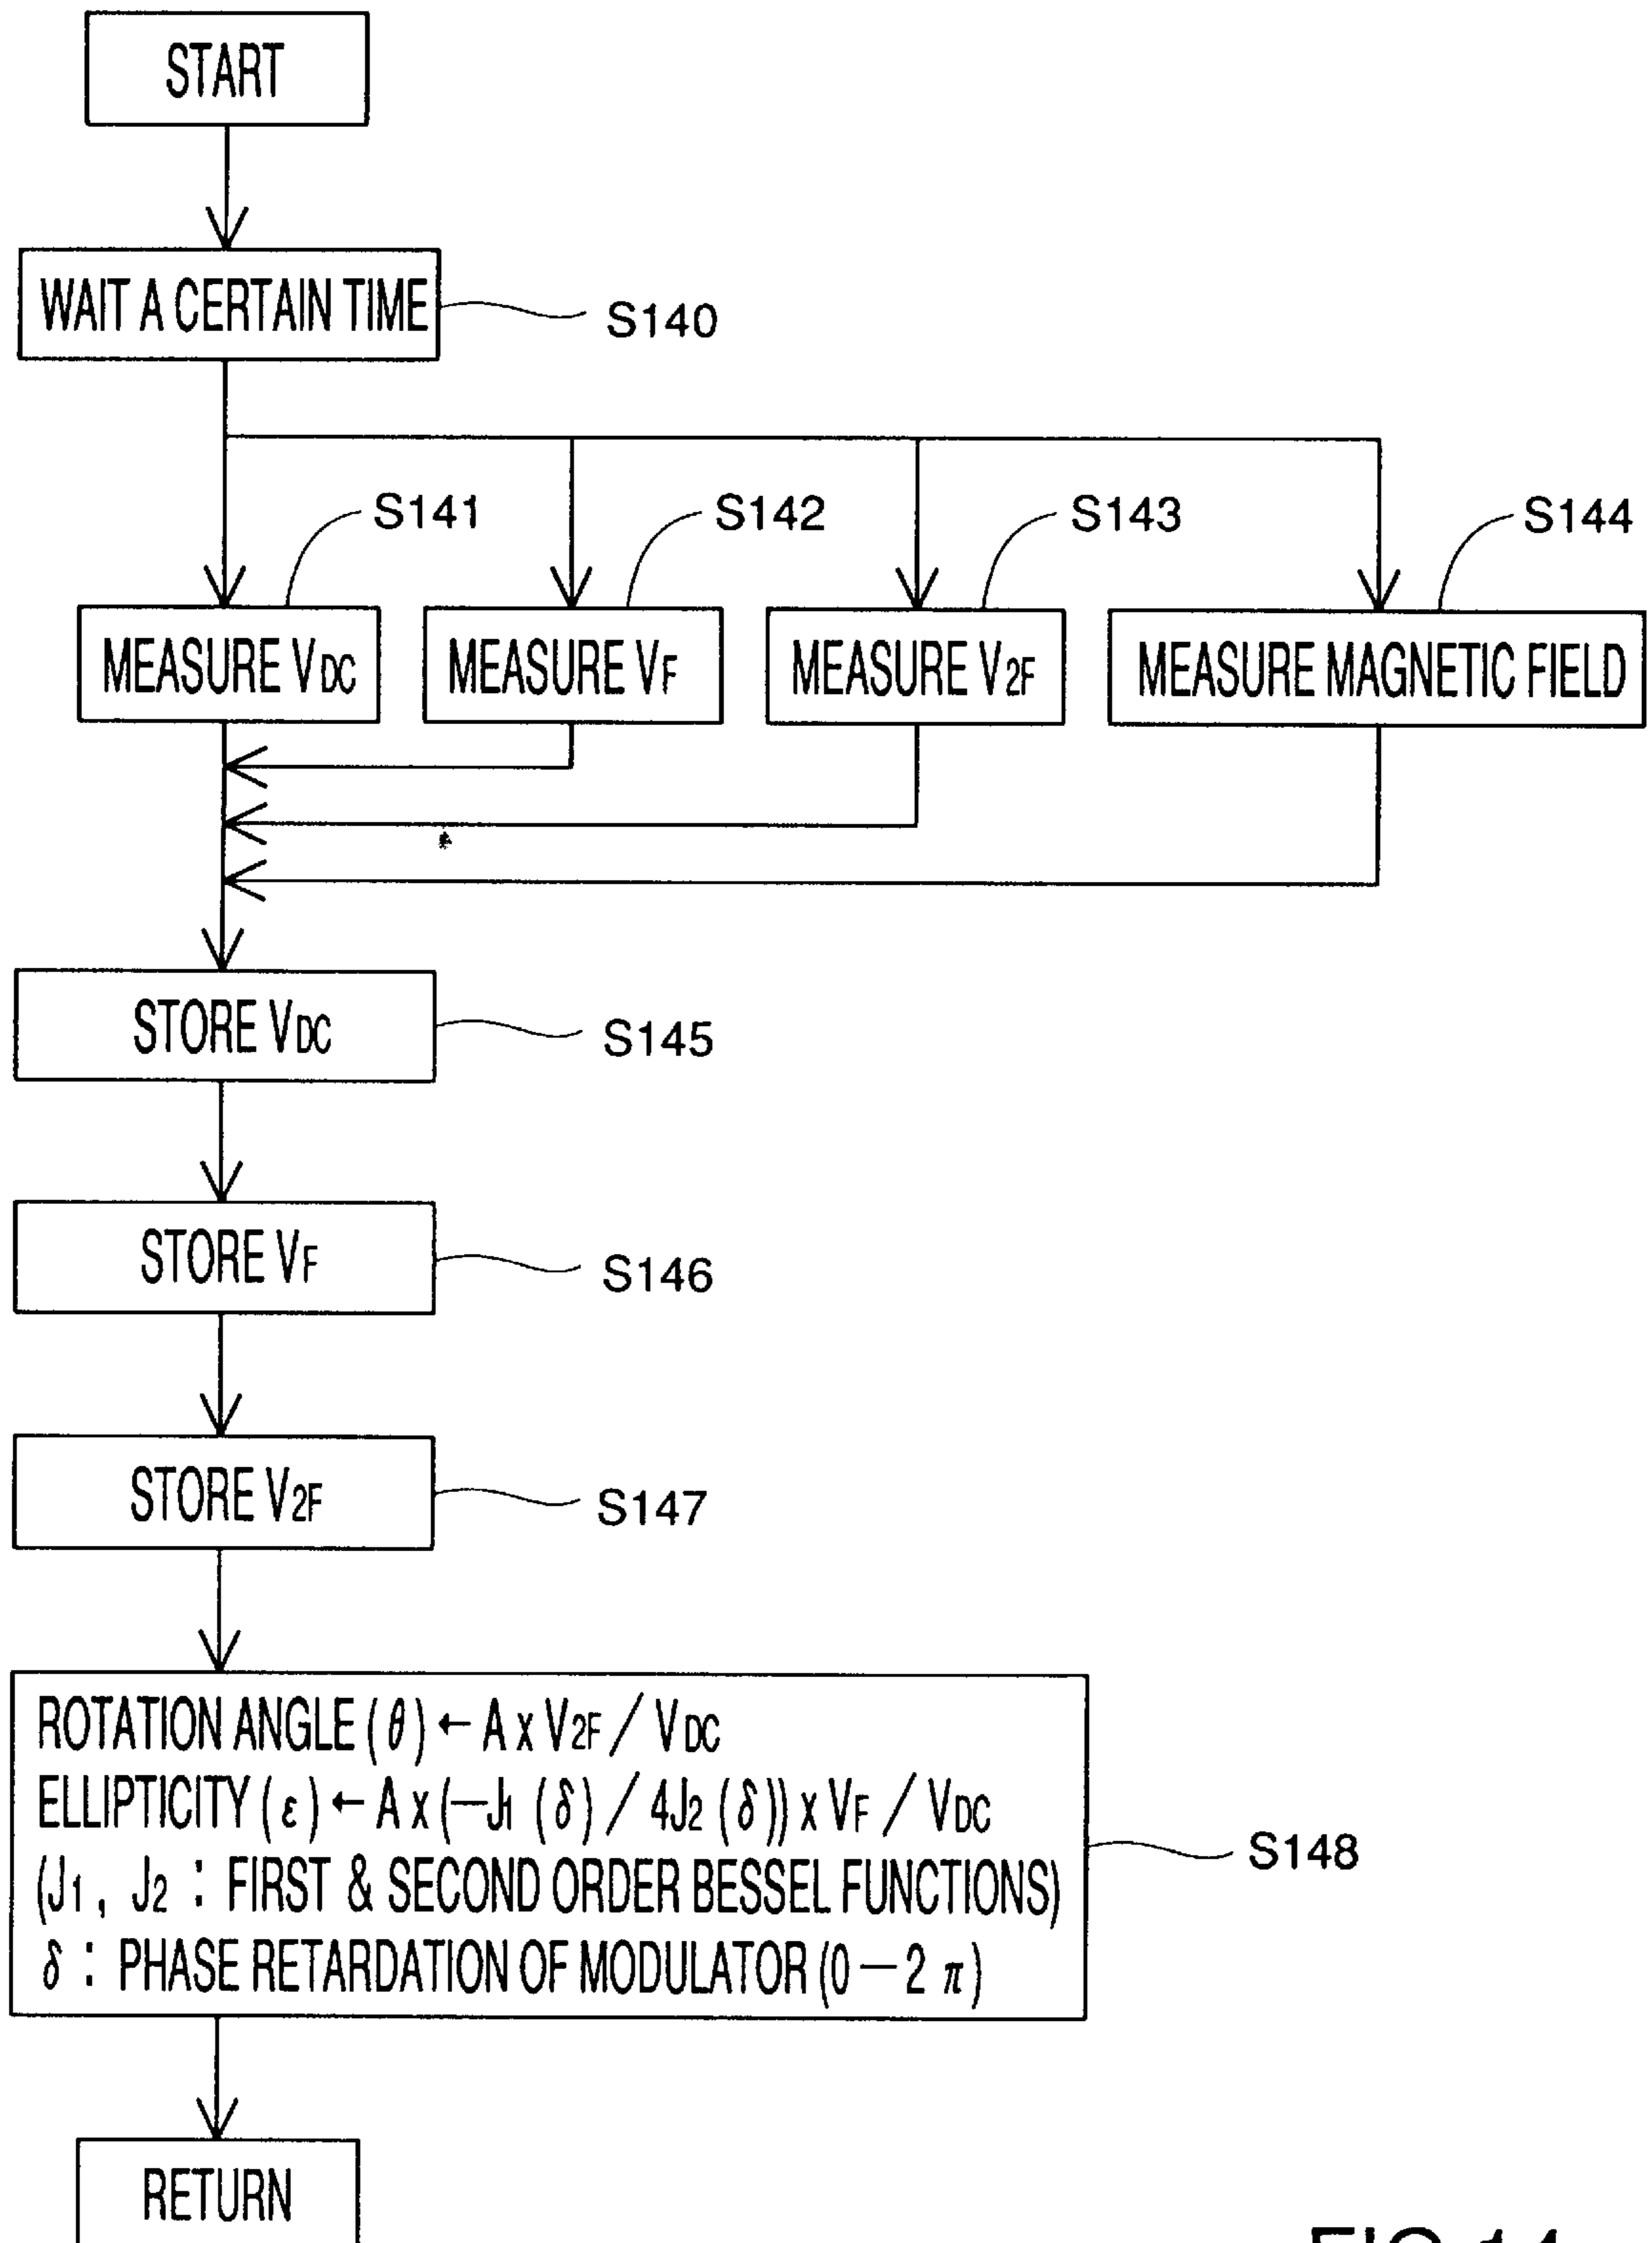 START
WAIT A CERTAIN TIME
S140
S141
S142
S143
S144
MEASURE VDC
MEASURE VF
MEASURE V2F
MEASURE MAGNETIC FIELD
STORE VDC
S145
STORE VF
S146
STORE V2F
S147
ROTATION ANGLE (θ) ← A x V2F / VDC
ELLIPTICITY (ε) ← A x (−J1 (δ) / 4J2 (δ)) x VF / VDC
(J1 , J2 : FIRST & SECOND ORDER BESSEL FUNCTIONS)
δ : PHASE RETARDATION OF MODULATOR (0 − 2 π)
S148
RETURN